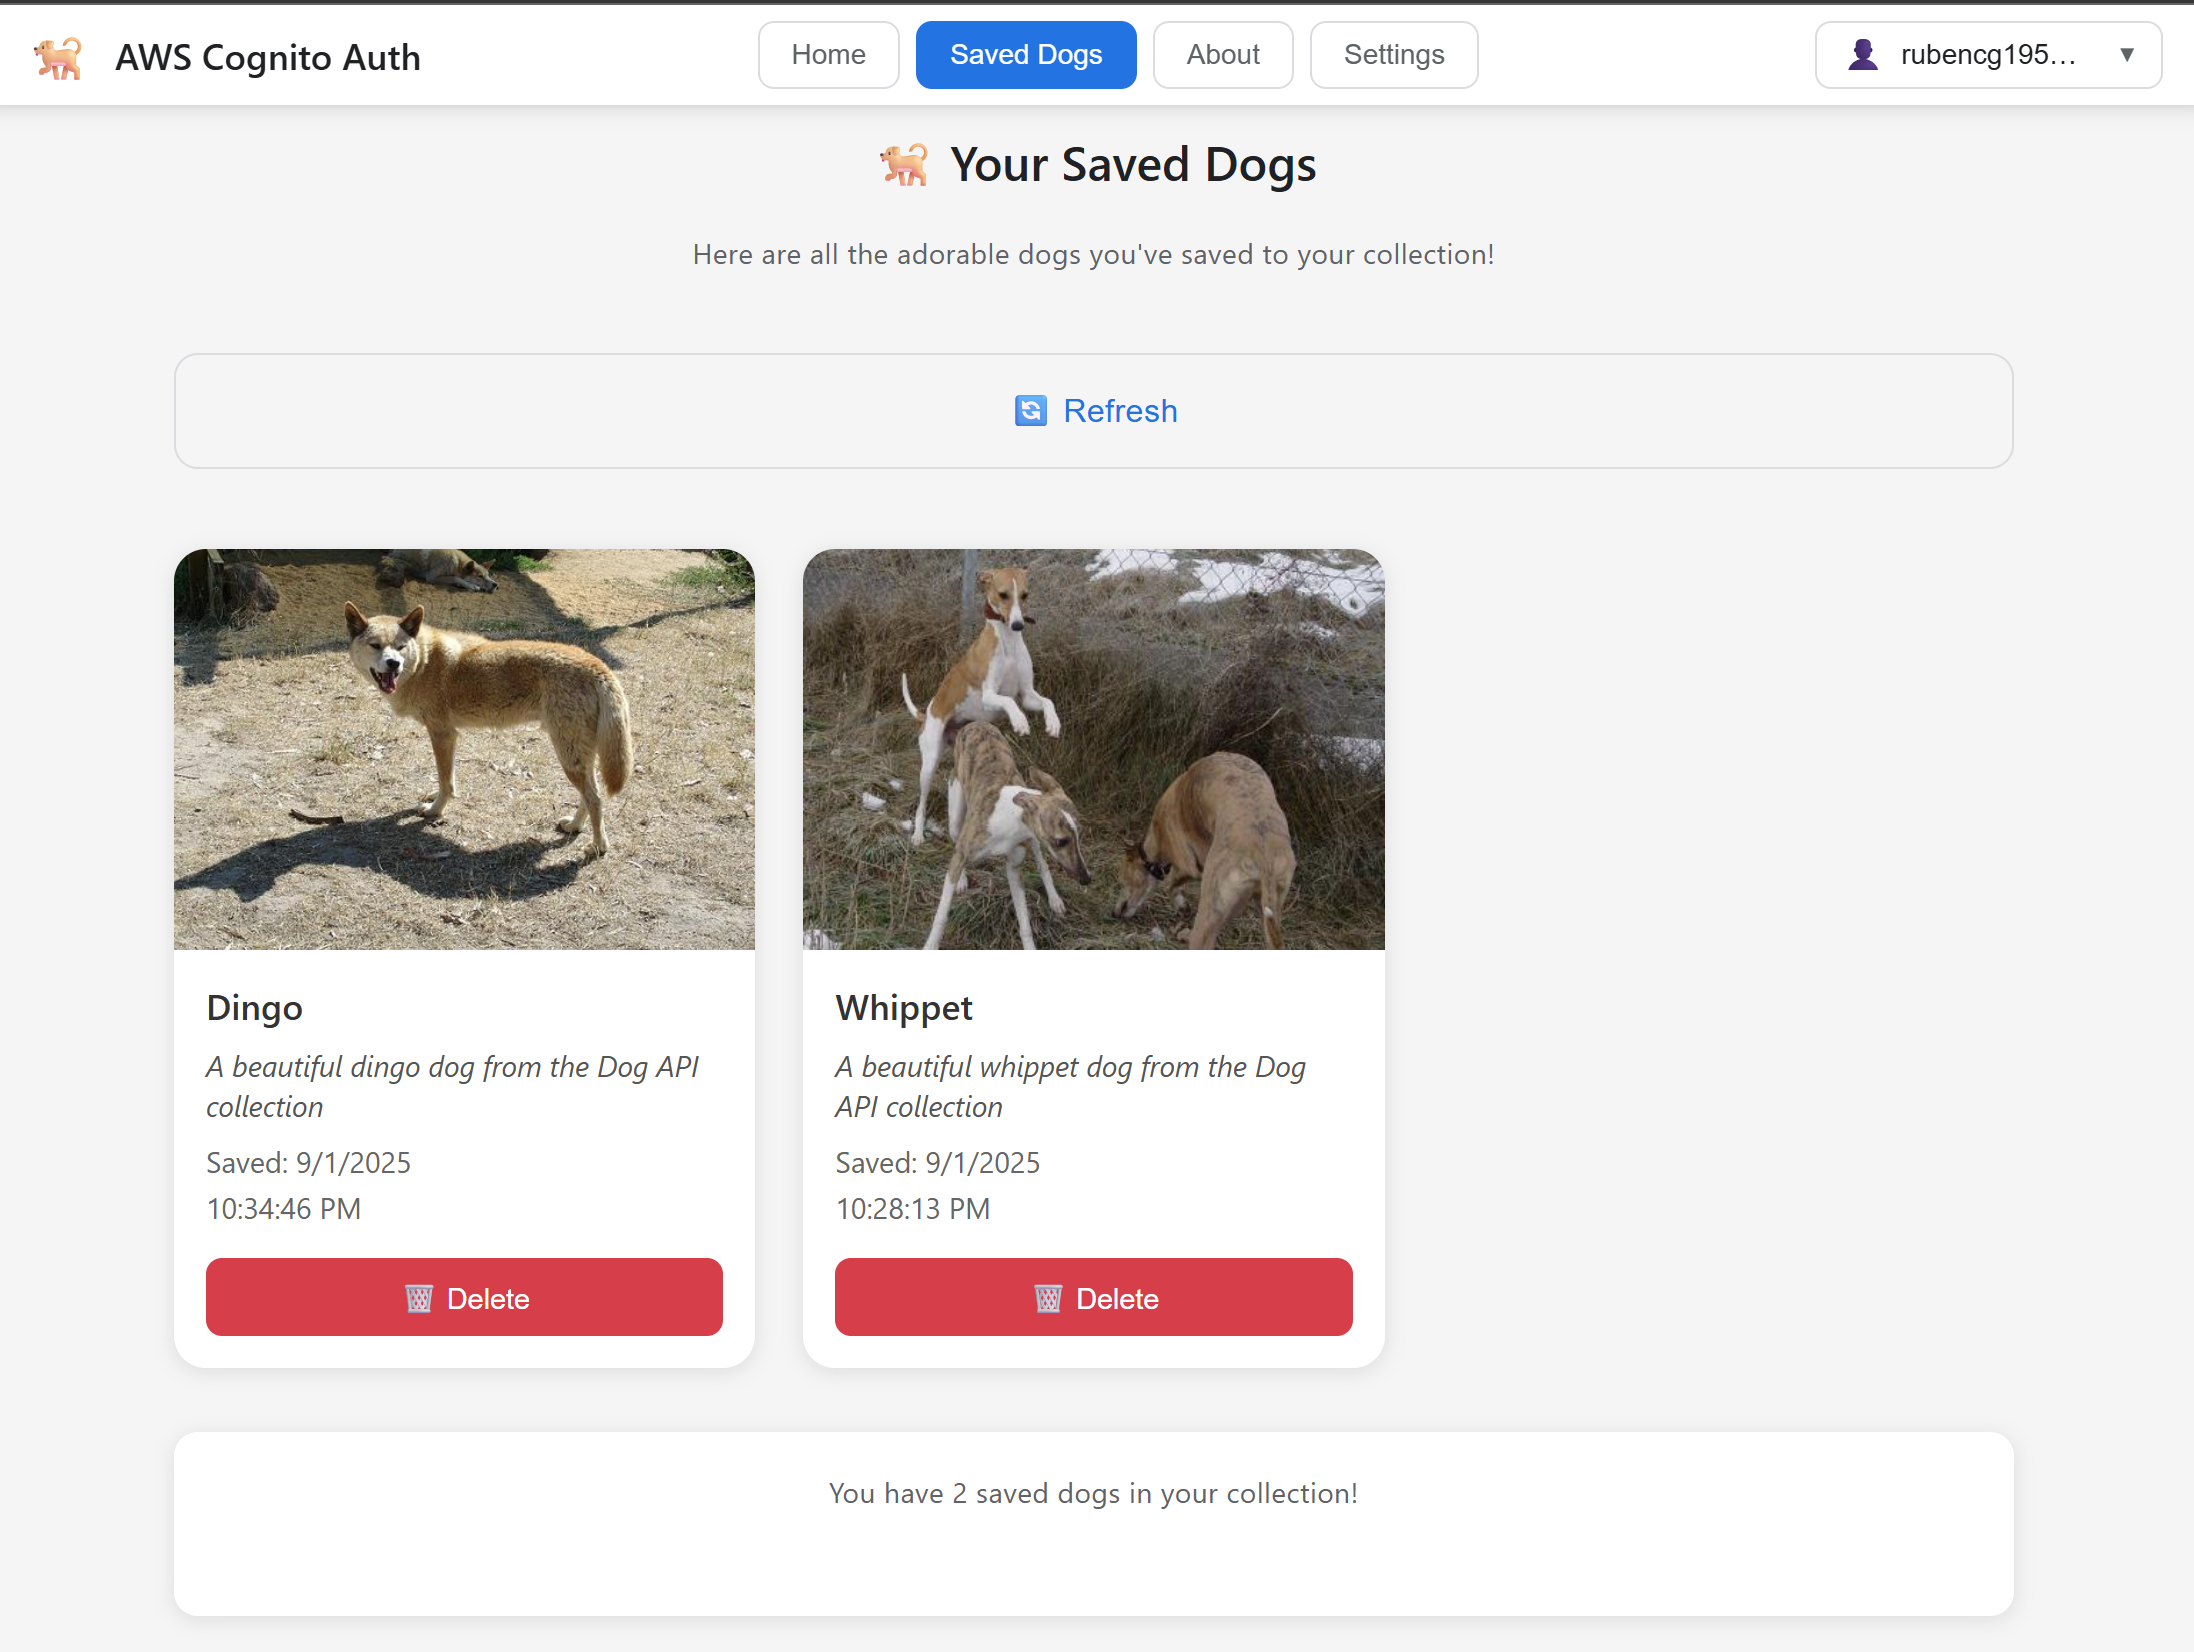 AWS Cognito Auth
Home
Saved Dogs
About
Settings
rubencg195...
Your Saved Dogs
Here are all the adorable dogs you've saved to your collection!
Refresh
Dingo
A beautiful dingo dog from the Dog API
collection
Saved: 9/1/2025
10:34:46 PM
Delete
Whippet
A beautiful whippet dog from the Dog
API collection
Saved: 9/1/2025
10:28:13 PM
Delete
You have 2 saved dogs in your collection!